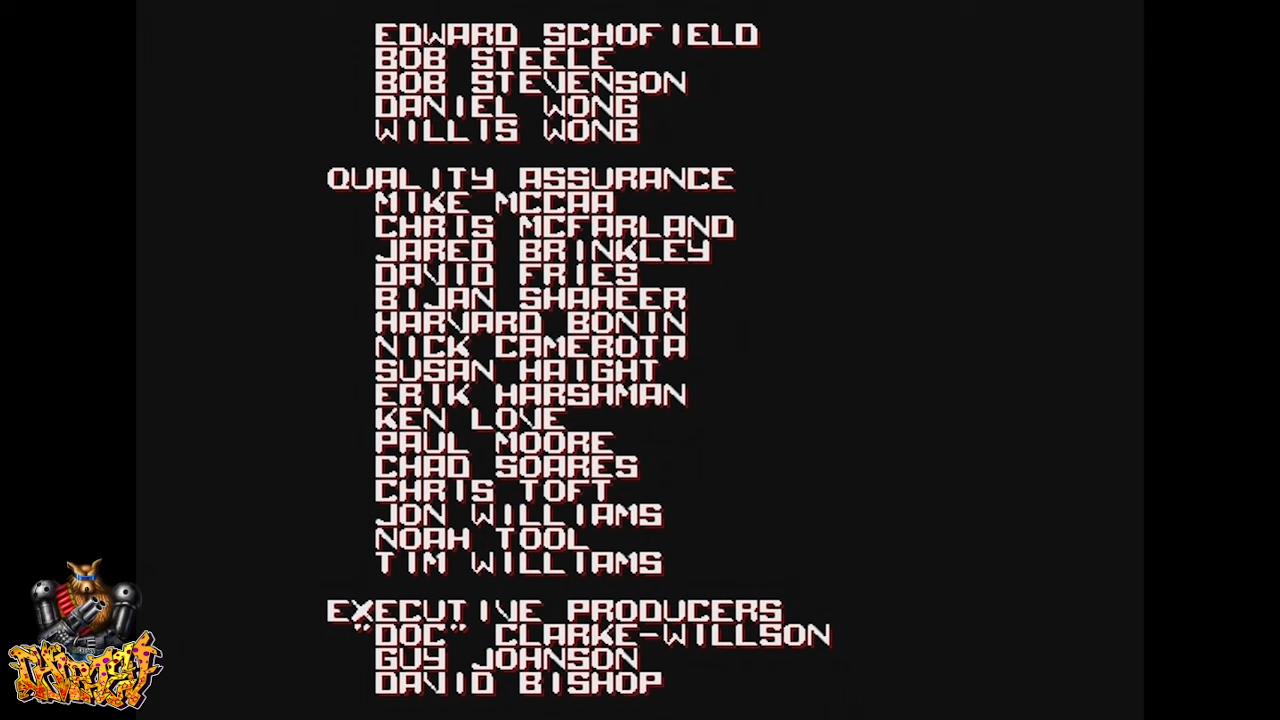 EDWARD SCHOFIELD
BOB STEELE
BOB STEVENSON
DANIEL WONG
WILLIS WONG
QUALITY ASSURANCE
MIKE MCCAA
CHRIS MCFARLAND
JARED BRINKLEY
DAVID FRIES
BIJAN SHAHEER
HARVARD BONIN
NICK CAMEROTA
SUSAN HAIGHT
ERIK HARSHMAN
KEN LOVE
PAUL MOORE
CHAD SOARES
CHRIS TOFT
JON WILLIAMS
NOAH TOOL
TIM WILLIAMS
EXECUTIVE PRODUCERS
"DOC" CLARKE-WILLSON
GUY JOHNSON
DAVID BISHOP